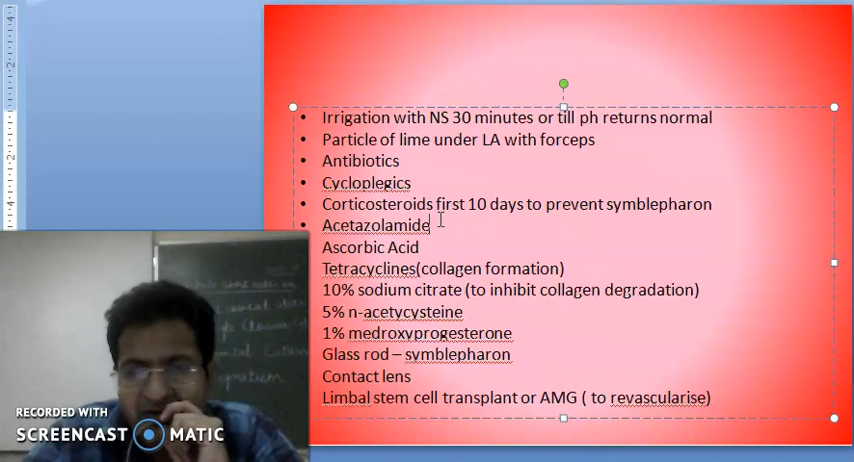 Irrigation with NS 30 minutes or till ph returns normal
Particle of lime under LA with forceps
Antibiotics
Cycloplegics
Corticosteroids first 10 days to prevent symblepharon
Acetazolamide
Ascorbic Acid
Tetracyclines(collagen formation)
10% sodium citrate (to inhibit collagen degradation)
5% n-acetycysteine
1% medroxyprogesterone
Glass rod – symblepharon
Contact lens
Limbal stem cell transplant or AMG ( to revascularise)
RECORDED WITH
SCREENCAST MATIC